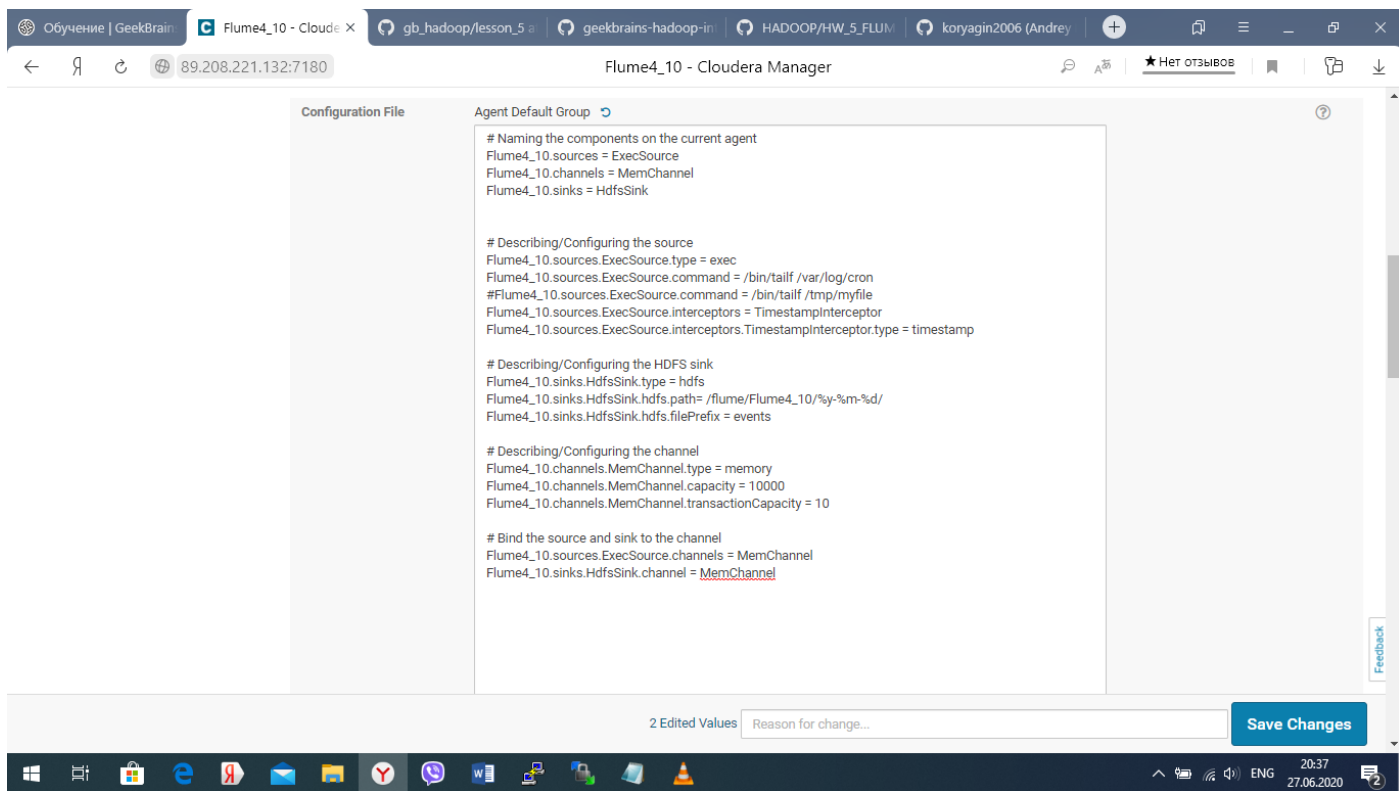 Обучение | GeekBrain
Flume4_10 - Cloude
gb_hadoop/lesson_5 a
geekbrains-hadoop-in
HADOOP/HW_5_FLUM
koryagin2006 (Andrey
89.208.221.132:7180
Flume4_10 - Cloudera Manager
★ Нет отзывов
Configuration File
Agent Default Group
# Naming the components on the current agent
Flume4_10.sources = ExecSource
Flume4_10.channels = MemChannel
Flume4_10.sinks = HdfsSink
# Describing/Configuring the source
Flume4_10.sources.ExecSource.type = exec
Flume4_10.sources.ExecSource.command = /bin/tailf /var/log/cron
#Flume4_10.sources.ExecSource.command = /bin/tailf /tmp/myfile
Flume4_10.sources.ExecSource.interceptors = TimestampInterceptor
Flume4_10.sources.ExecSource.interceptors.TimestampInterceptor.type = timestamp
# Describing/Configuring the HDFS sink
Flume4_10.sinks.HdfsSink.type = hdfs
Flume4_10.sinks.HdfsSink.hdfs.path= /flume/Flume4_10/%y-%m-%d/
Flume4_10.sinks.HdfsSink.hdfs.filePrefix = events
# Describing/Configuring the channel
Flume4_10.channels.MemChannel.type = memory
Flume4_10.channels.MemChannel.capacity = 10000
Flume4_10.channels.MemChannel.transactionCapacity = 10
# Bind the source and sink to the channel
Flume4_10.sources.ExecSource.channels = MemChannel
Flume4_10.sinks.HdfsSink.channel = MemChannel
Feedback
2 Edited Values
Reason for change...
Save Changes
ENG
20:37
27.06.2020
2